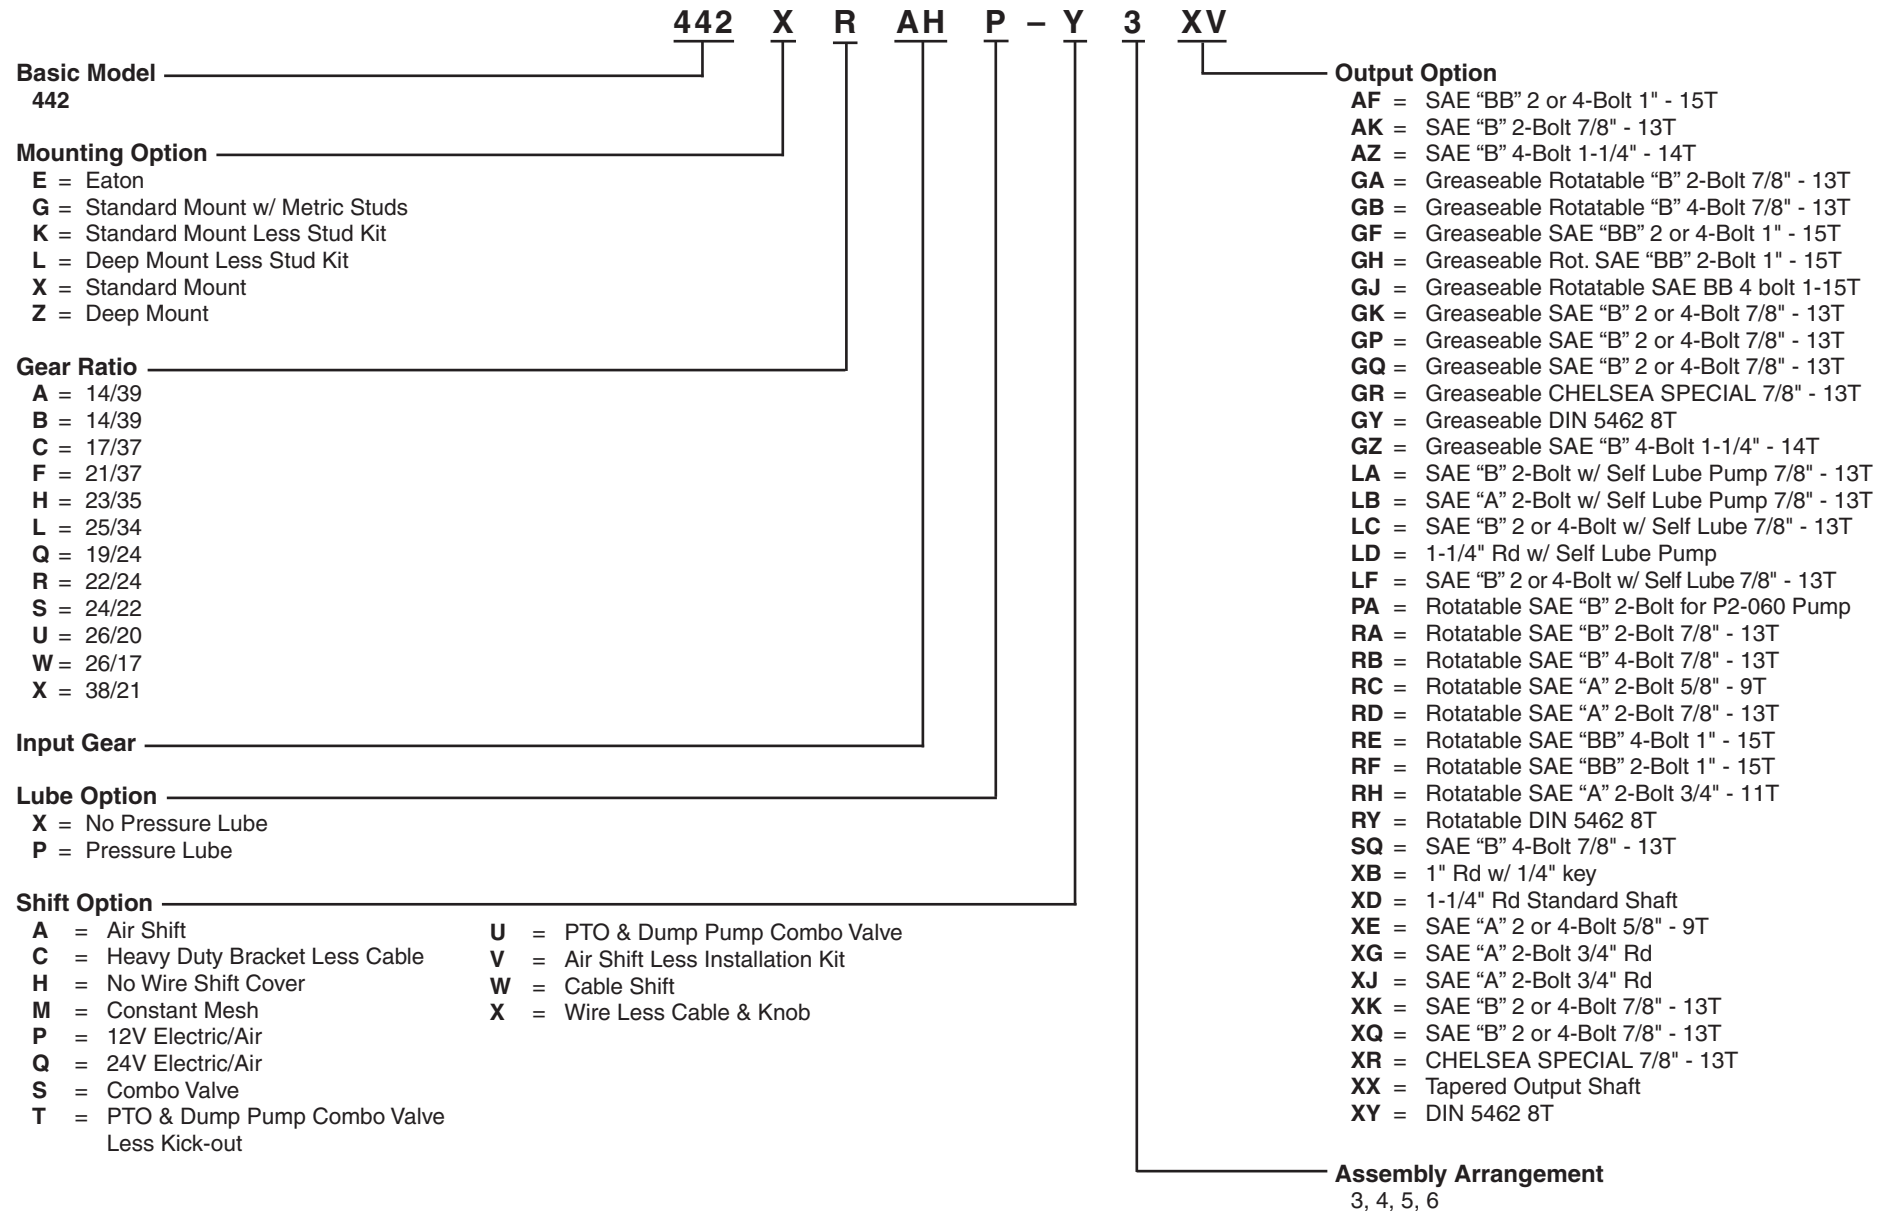 442 X R AH P – Y 3 XV
Basic Model
442
Mounting Option
E = Eaton
G = Standard Mount w/ Metric Studs
K = Standard Mount Less Stud Kit
L = Deep Mount Less Stud Kit
X = Standard Mount
Z = Deep Mount
Gear Ratio
A = 14/39
B = 14/39
C = 17/37
F = 21/37
H = 23/35
L = 25/34
Q = 19/24
R = 22/24
S = 24/22
U = 26/20
W = 26/17
X = 38/21
Input Gear
Lube Option
X = No Pressure Lube
P = Pressure Lube
Shift Option
A = Air Shift
C = Heavy Duty Bracket Less Cable
H = No Wire Shift Cover
M = Constant Mesh
P = 12V Electric/Air
Q = 24V Electric/Air
S = Combo Valve
T = PTO & Dump Pump Combo Valve
Less Kick-out
U = PTO & Dump Pump Combo Valve
V = Air Shift Less Installation Kit
W = Cable Shift
X = Wire Less Cable & Knob
Output Option
AF = SAE “BB” 2 or 4-Bolt 1" - 15T
AK = SAE “B” 2-Bolt 7/8" - 13T
AZ = SAE “B” 4-Bolt 1-1/4" - 14T
GA = Greaseable Rotatable “B” 2-Bolt 7/8" - 13T
GB = Greaseable Rotatable “B” 4-Bolt 7/8" - 13T
GF = Greaseable SAE “BB” 2 or 4-Bolt 1" - 15T
GH = Greaseable Rot. SAE “BB” 2-Bolt 1" - 15T
GJ = Greaseable Rotatable SAE BB 4 bolt 1-15T
GK = Greaseable SAE “B” 2 or 4-Bolt 7/8" - 13T
GP = Greaseable SAE “B” 2 or 4-Bolt 7/8" - 13T
GQ = Greaseable SAE “B” 2 or 4-Bolt 7/8" - 13T
GR = Greaseable CHELSEA SPECIAL 7/8" - 13T
GY = Greaseable DIN 5462 8T
GZ = Greaseable SAE “B” 4-Bolt 1-1/4" - 14T
LA = SAE “B” 2-Bolt w/ Self Lube Pump 7/8" - 13T
LB = SAE “A” 2-Bolt w/ Self Lube Pump 7/8" - 13T
LC = SAE “B” 2 or 4-Bolt w/ Self Lube 7/8" - 13T
LD = 1-1/4" Rd w/ Self Lube Pump
LF = SAE “B” 2 or 4-Bolt w/ Self Lube 7/8" - 13T
PA = Rotatable SAE “B” 2-Bolt for P2-060 Pump
RA = Rotatable SAE “B” 2-Bolt 7/8" - 13T
RB = Rotatable SAE “B” 4-Bolt 7/8" - 13T
RC = Rotatable SAE “A” 2-Bolt 5/8" - 9T
RD = Rotatable SAE “A” 2-Bolt 7/8" - 13T
RE = Rotatable SAE “BB” 4-Bolt 1" - 15T
RF = Rotatable SAE “BB” 2-Bolt 1" - 15T
RH = Rotatable SAE “A” 2-Bolt 3/4" - 11T
RY = Rotatable DIN 5462 8T
SQ = SAE “B” 4-Bolt 7/8" - 13T
XB = 1" Rd w/ 1/4" key
XD = 1-1/4" Rd Standard Shaft
XE = SAE “A” 2 or 4-Bolt 5/8" - 9T
XG = SAE “A” 2-Bolt 3/4" Rd
XJ = SAE “A” 2-Bolt 3/4" Rd
XK = SAE “B” 2 or 4-Bolt 7/8" - 13T
XQ = SAE “B” 2 or 4-Bolt 7/8" - 13T
XR = CHELSEA SPECIAL 7/8" - 13T
XX = Tapered Output Shaft
XY = DIN 5462 8T
Assembly Arrangement
3, 4, 5, 6